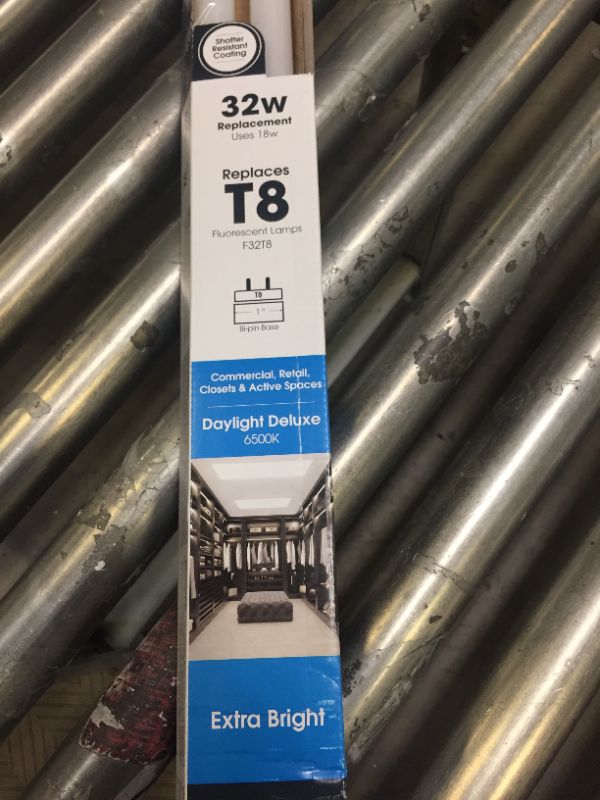 Shatter
Resistant
Coating
32w
Replacement
Uses 18w
Replaces
T8
Fluorescent Lamps
F32T8
T8
1"
Bi-pin Base
Commercial, Retail,
Closets & Active Spaces
Daylight Deluxe
6500K
Extra Bright